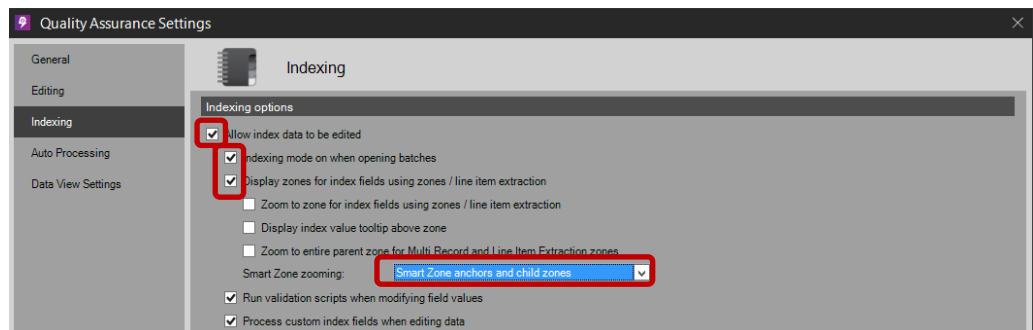 Quality Assurance Settings
General
Editing
Indexing
Auto Processing
Data View Settings
Indexing
Indexing options
Allow index data to be edited
Indexing mode on when opening batches
Display zones for index fields using zones / line item extraction
Zoom to zone for index fields using zones / line item extraction
Display index value tooltip above zone
Zoom to entire parent zone for Multi Record and Line Item Extraction zones
Smart Zone zooming: Smart Zone anchors and child zones
Run validation scripts when modifying field values
Process custom index fields when editing data